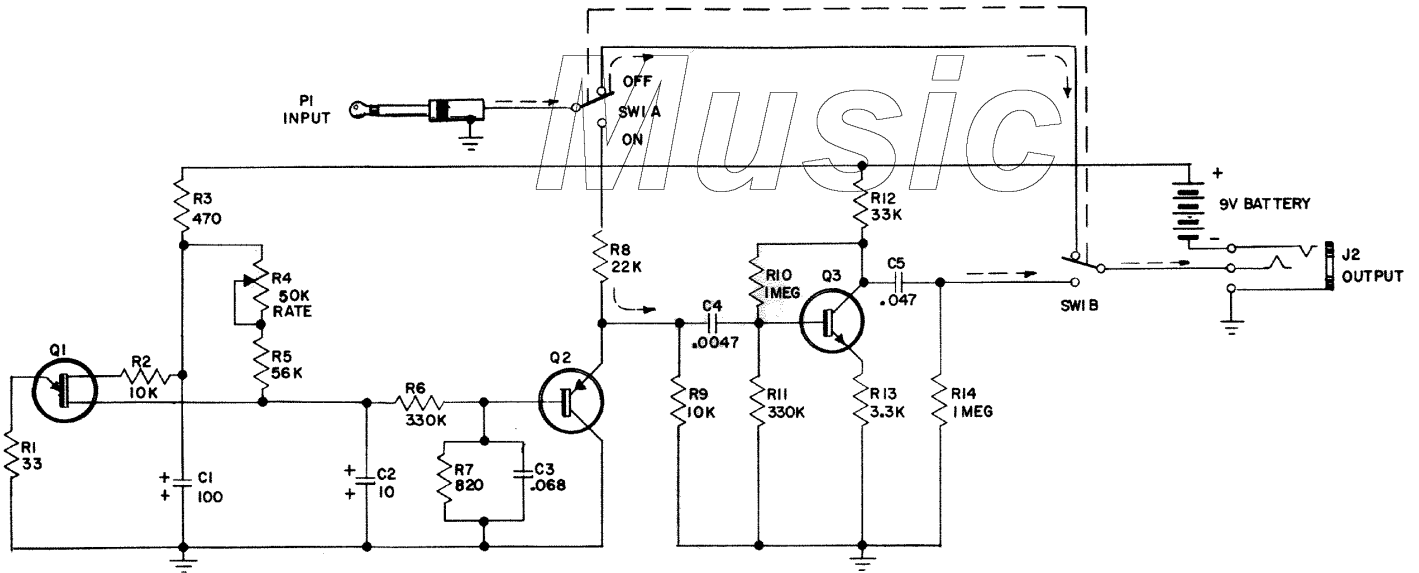 Music
P1
INPUT
OFF
SW1A
ON
R3
470
R12
33K
+
9V BATTERY
-
R4
50K
RATE
R8
22K
R10
1MEG
Q3
C5
.047
J2
OUTPUT
SW1B
C4
.0047
Q1
R2
10K
R5
56K
R6
330K
Q2
R9
10K
R11
330K
R13
3.3K
R14
1MEG
R1
33
+
+
C1
100
+
+
C2
10
R7
820
C3
.068